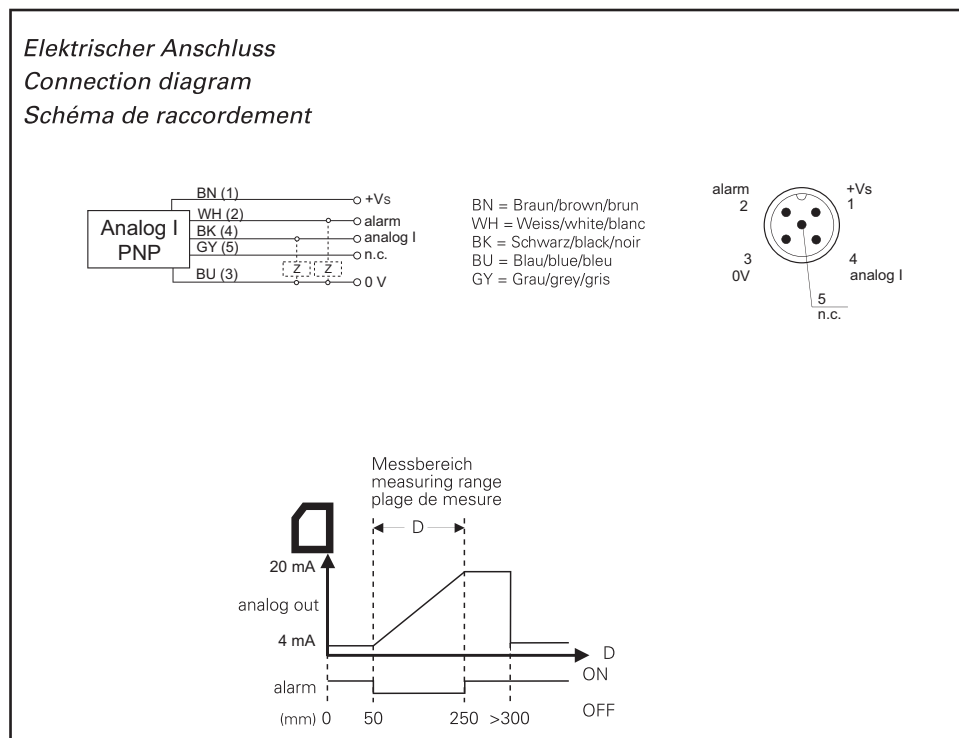 Elektrischer Anschluss
Connection diagram
Schéma de raccordement
Analog I
PNP
BN (1)
WH (2)
BK (4)
GY (5)
BU (3)
+Vs
alarm
analog I
n.c.
0 V
Z Z
BN = Braun/brown/brun
WH = Weiss/white/blanc
BK = Schwarz/black/noir
BU = Blau/blue/bleu
GY = Grau/grey/gris
alarm
2
+Vs
1
3
0V
4
analog I
5
n.c.
Messbereich
measuring range
plage de mesure
D
20 mA
analog out
4 mA
D
ON
alarm
OFF
(mm) 0 50 250 >300